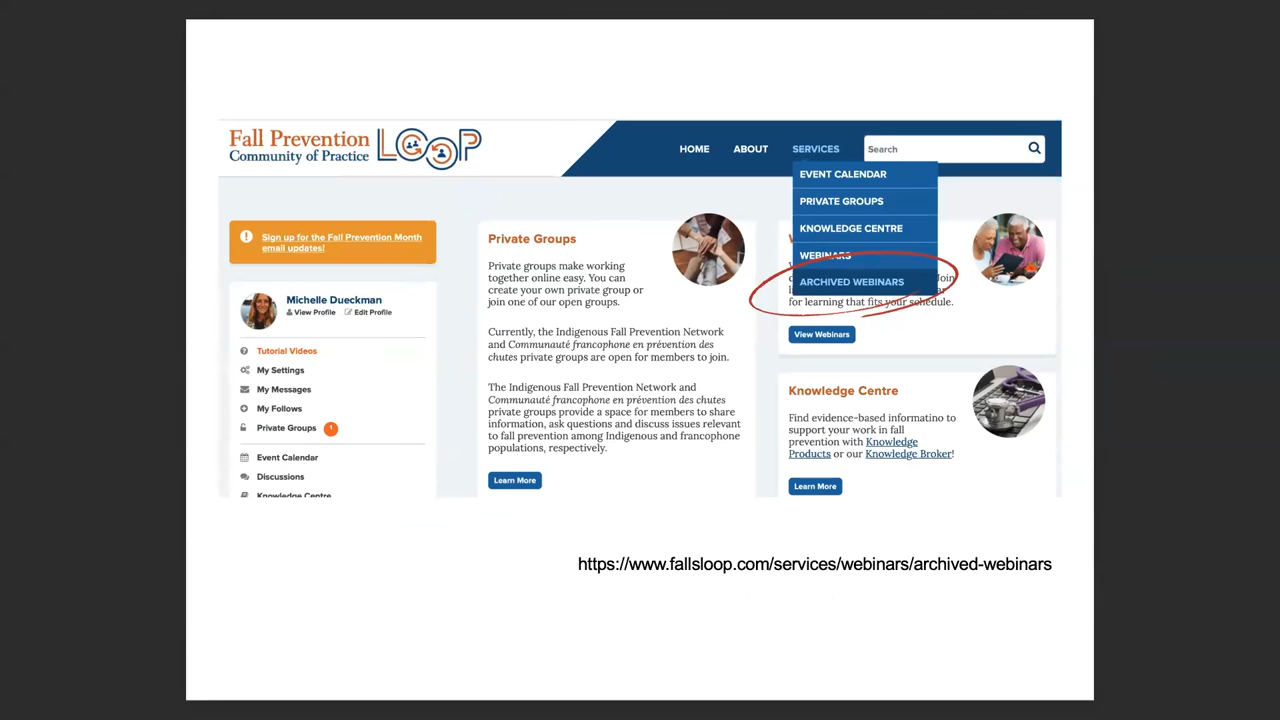 Fall Prevention
Community of Practice
LOOP
HOME
ABOUT
SERVICES
Search
EVENT CALENDAR
PRIVATE GROUPS
KNOWLEDGE CENTRE
WEBINARS
ARCHIVED WEBINARS
Sign up for the Fall Prevention Month
email updates!
Michelle Dueckman
View Profile
Edit Profile
Tutorial Videos
My Settings
My Messages
My Follows
Private Groups 1
Event Calendar
Discussions
Knowledge Centre
Private Groups
Private groups make working
together online easy. You can
create your own private group or
join one of our open groups.
Currently, the Indigenous Fall Prevention Network
and Communauté francophone en prévention des
chutes private groups are open for members to join.
The Indigenous Fall Prevention Network and
Communauté francophone en prévention des chutes
private groups provide a space for members to share
information, ask questions and discuss issues relevant
to fall prevention among Indigenous and francophone
populations, respectively.
Learn More
Join
for learning that fits your schedule.
View Webinars
Knowledge Centre
Find evidence-based informatino to
support your work in fall
prevention with Knowledge
Products or our Knowledge Broker!
Learn More
https://www.fallsloop.com/services/webinars/archived-webinars